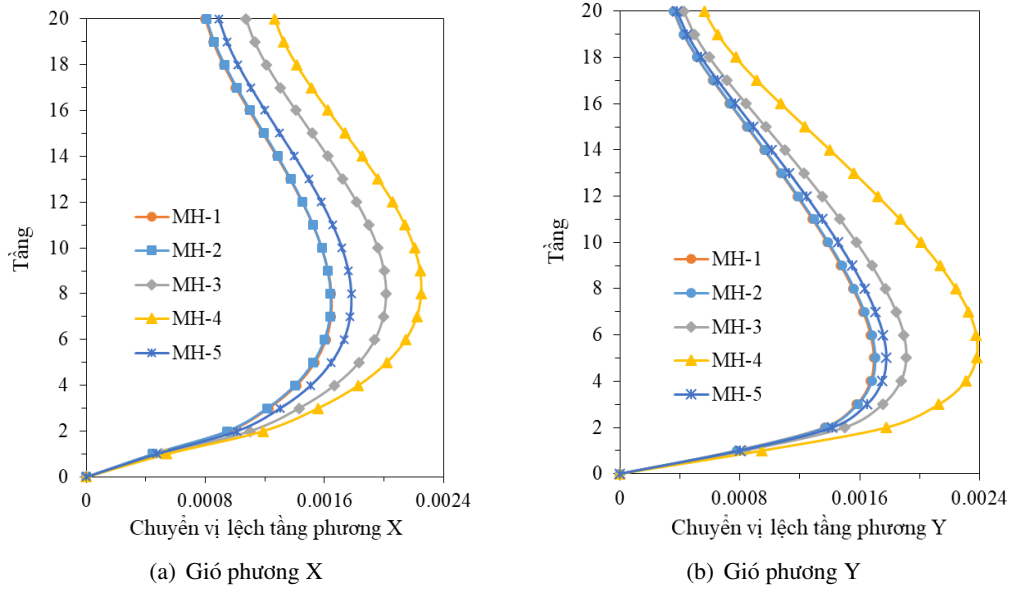 20
18
16
14
12
10
8
6
4
2
0
Tầng
MH-1
MH-2
MH-3
MH-4
MH-5
0
0.0008
0.0016
0.0024
Chuyển vị lệch tầng phương X
(a) Gió phương X
20
18
16
14
12
10
8
6
4
2
0
Tầng
MH-1
MH-2
MH-3
MH-4
MH-5
0
0.0008
0.0016
0.0024
Chuyển vị lệch tầng phương Y
(b) Gió phương Y